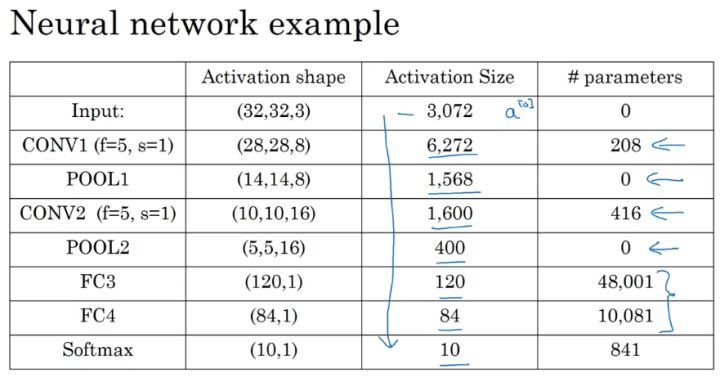 Neural network example
Activation shape Activation Size # parameters
Input: (32,32,3) 3,072 a[0] 0
CONV1 (f=5, s=1) (28,28,8) 6,272 208
POOL1 (14,14,8) 1,568 0
CONV2 (f=5, s=1) (10,10,16) 1,600 416
POOL2 (5,5,16) 400 0
FC3 (120,1) 120 48,001
FC4 (84,1) 84 10,081
Softmax (10,1) 10 841